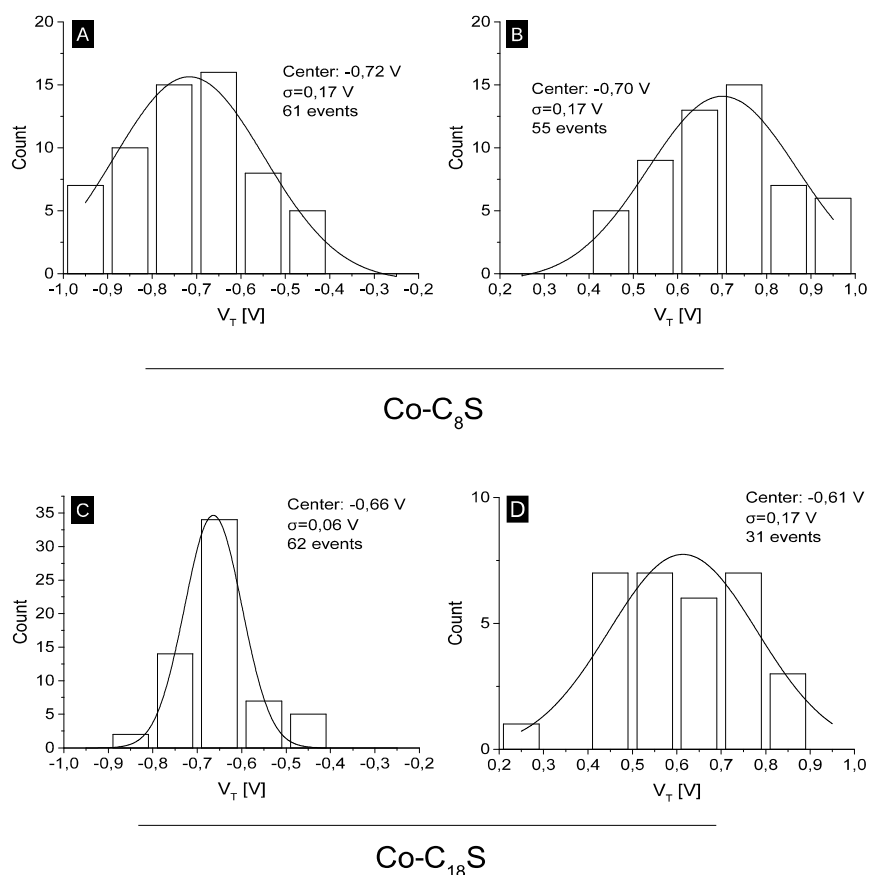 A
Center: -0,72 V
σ=0,17 V
61 events
Count
20
15
10
5
0
-1,0 -0,9 -0,8 -0,7 -0,6 -0,5 -0,4 -0,3 -0,2
V_T [V]
B
Center: -0,70 V
σ=0,17 V
55 events
Count
20
15
10
5
0
0,2 0,3 0,4 0,5 0,6 0,7 0,8 0,9 1,0
V_T [V]
Co-C₈S
C
Center: -0,66 V
σ=0,06 V
62 events
Count
35
30
25
20
15
10
5
0
-1,0 -0,9 -0,8 -0,7 -0,6 -0,5 -0,4 -0,3 -0,2
V_T [V]
D
Center: -0,61 V
σ=0,17 V
31 events
Count
10
5
0
0,2 0,3 0,4 0,5 0,6 0,7 0,8 0,9 1,0
V_T [V]
Co-C₁₈S